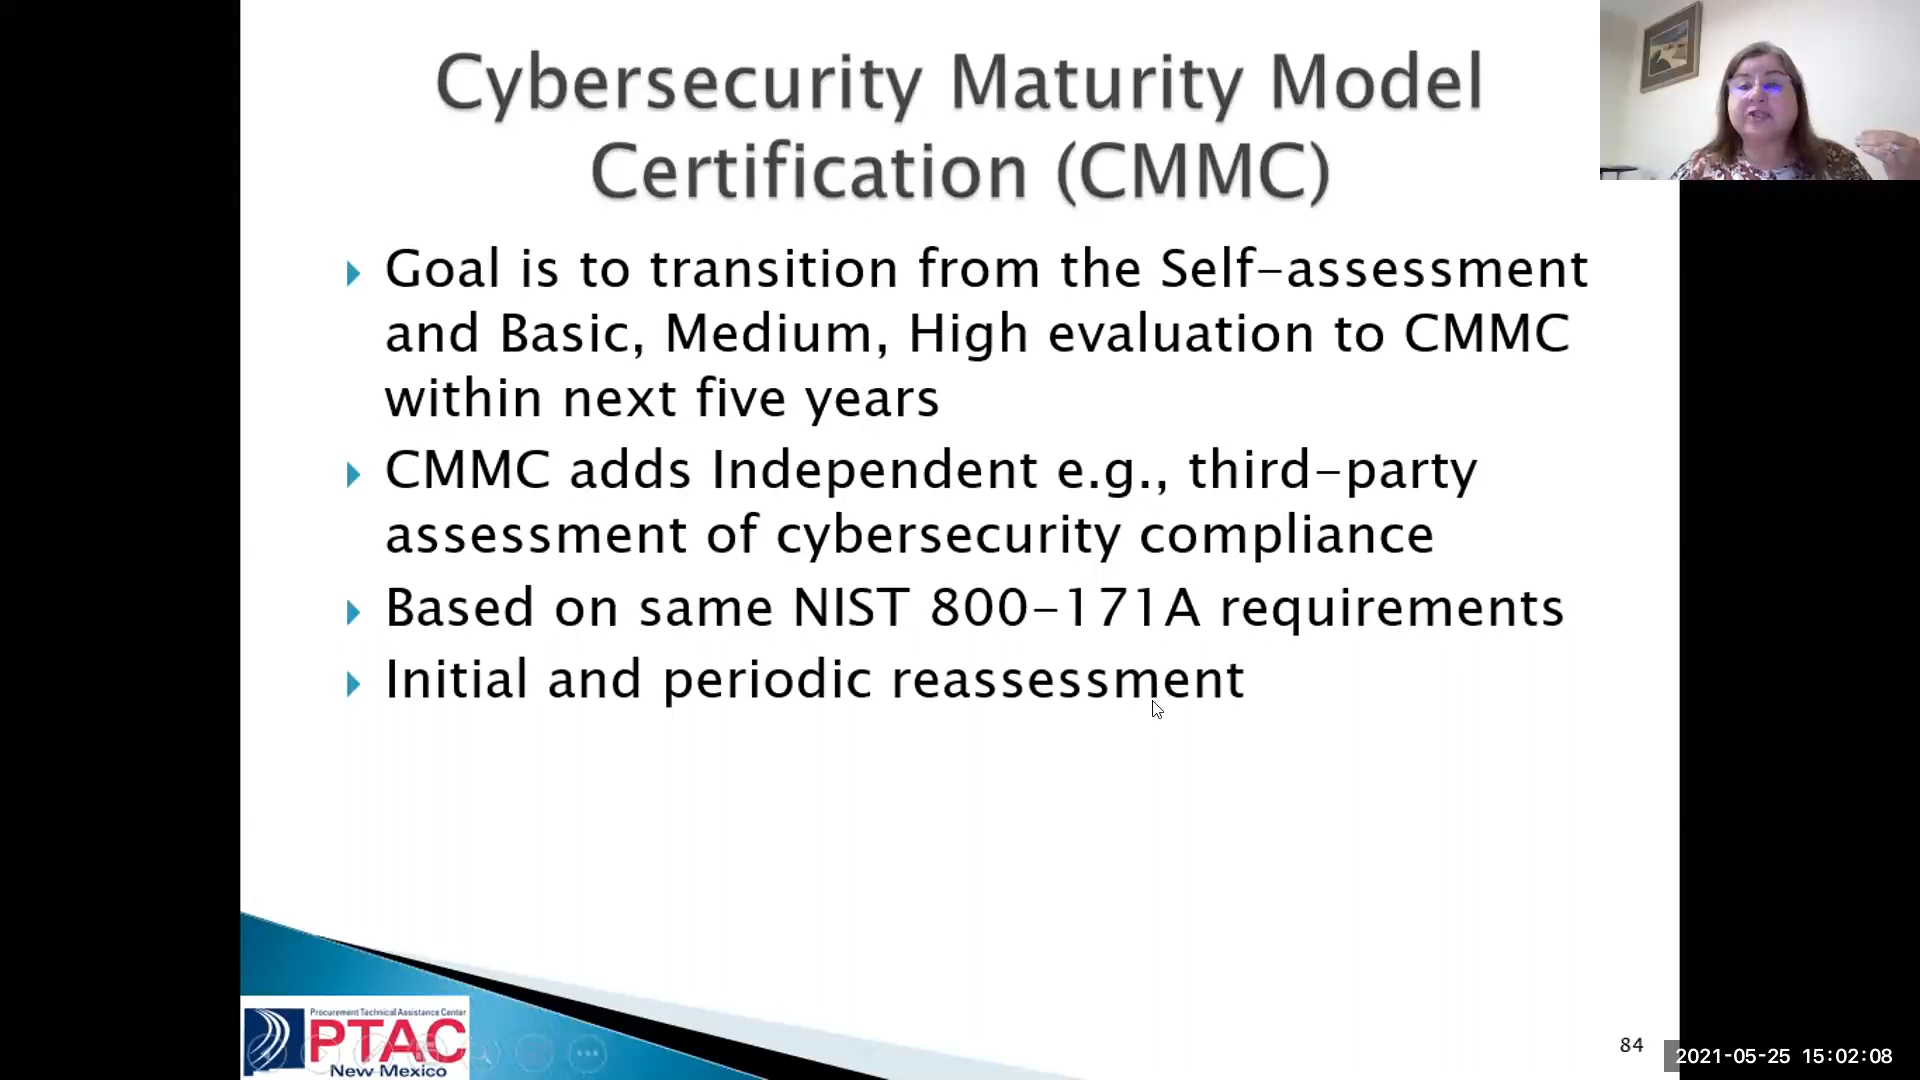 Cybersecurity Maturity Model
Certification (CMMC)
Goal is to transition from the Self-assessment
and Basic, Medium, High evaluation to CMMC
within next five years
CMMC adds Independent e.g., third-party
assessment of cybersecurity compliance
Based on same NIST 800-171A requirements
Initial and periodic reassessment
Procurement Technical Assistance Center
PTAC
New Mexico
84
2021-05-25 15:02:08